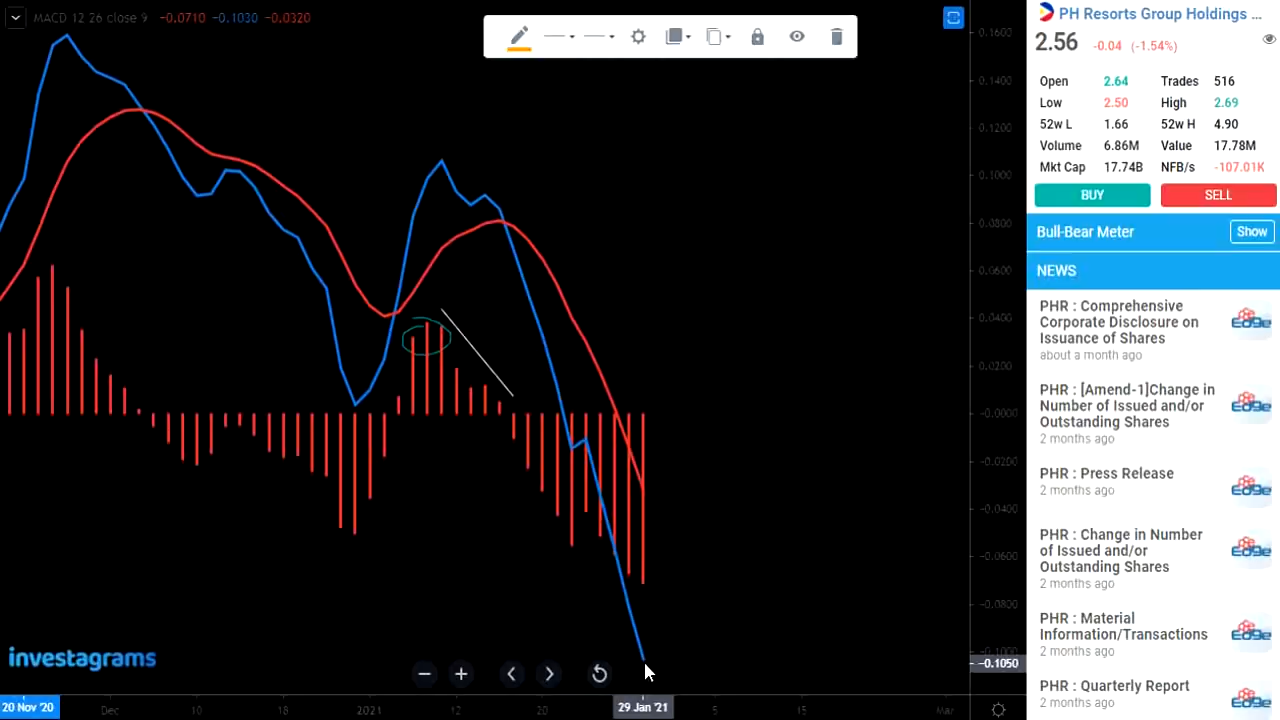 MACD 12 26 close 9 −0.0710 −0.1030 −0.0320
0.1600
0.1400
0.1200
0.1000
0.0800
0.0600
0.0400
0.0200
−0.0000
−0.0200
−0.0400
−0.0600
−0.0800
−0.1000
−0.1050
investagrams
20 Nov '20 Dec 10 18 2021 12 20 29 Jan '21 5 15 Mar
PH Resorts Group Holdings ...
2.56 -0.04 (-1.54%)
Open 2.64 Trades 516
Low 2.50 High 2.69
52w L 1.66 52w H 4.90
Volume 6.86M Value 17.78M
Mkt Cap 17.74B NFB/s -107.01K
BUY SELL
Bull-Bear Meter Show
NEWS
PHR : Comprehensive
Corporate Disclosure on
Issuance of Shares
about a month ago
EDGE
PHR : [Amend-1]Change in
Number of Issued and/or
Outstanding Shares
2 months ago
EDGE
PHR : Press Release
2 months ago
EDGE
PHR : Change in Number
of Issued and/or
Outstanding Shares
2 months ago
EDGE
PHR : Material
Information/Transactions
2 months ago
EDGE
PHR : Quarterly Report
2 months ago
EDGE